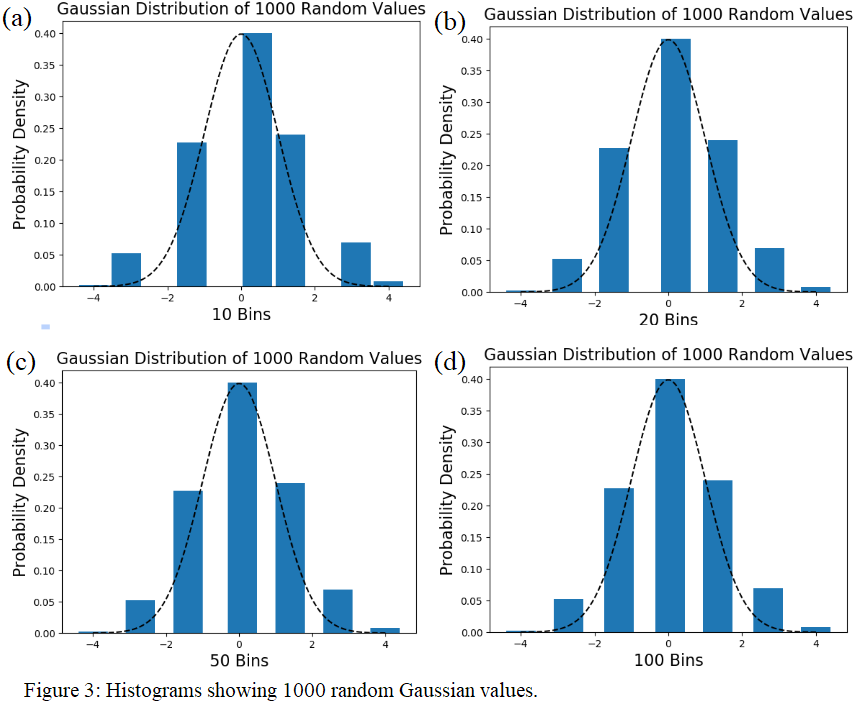 (a)
Gaussian Distribution of 1000 Random Values
Probability Density
0.40
0.35
0.30
0.25
0.20
0.15
0.10
0.05
0.00
−4 −2 0 2 4
10 Bins
(b)
Gaussian Distribution of 1000 Random Values
Probability Density
0.40
0.35
0.30
0.25
0.20
0.15
0.10
0.05
0.00
−4 −2 0 2 4
20 Bins
(c)
Gaussian Distribution of 1000 Random Values
Probability Density
0.40
0.35
0.30
0.25
0.20
0.15
0.10
0.05
0.00
−4 −2 0 2 4
50 Bins
(d)
Gaussian Distribution of 1000 Random Values
Probability Density
0.40
0.35
0.30
0.25
0.20
0.15
0.10
0.05
0.00
−4 −2 0 2 4
100 Bins
Figure 3: Histograms showing 1000 random Gaussian values.